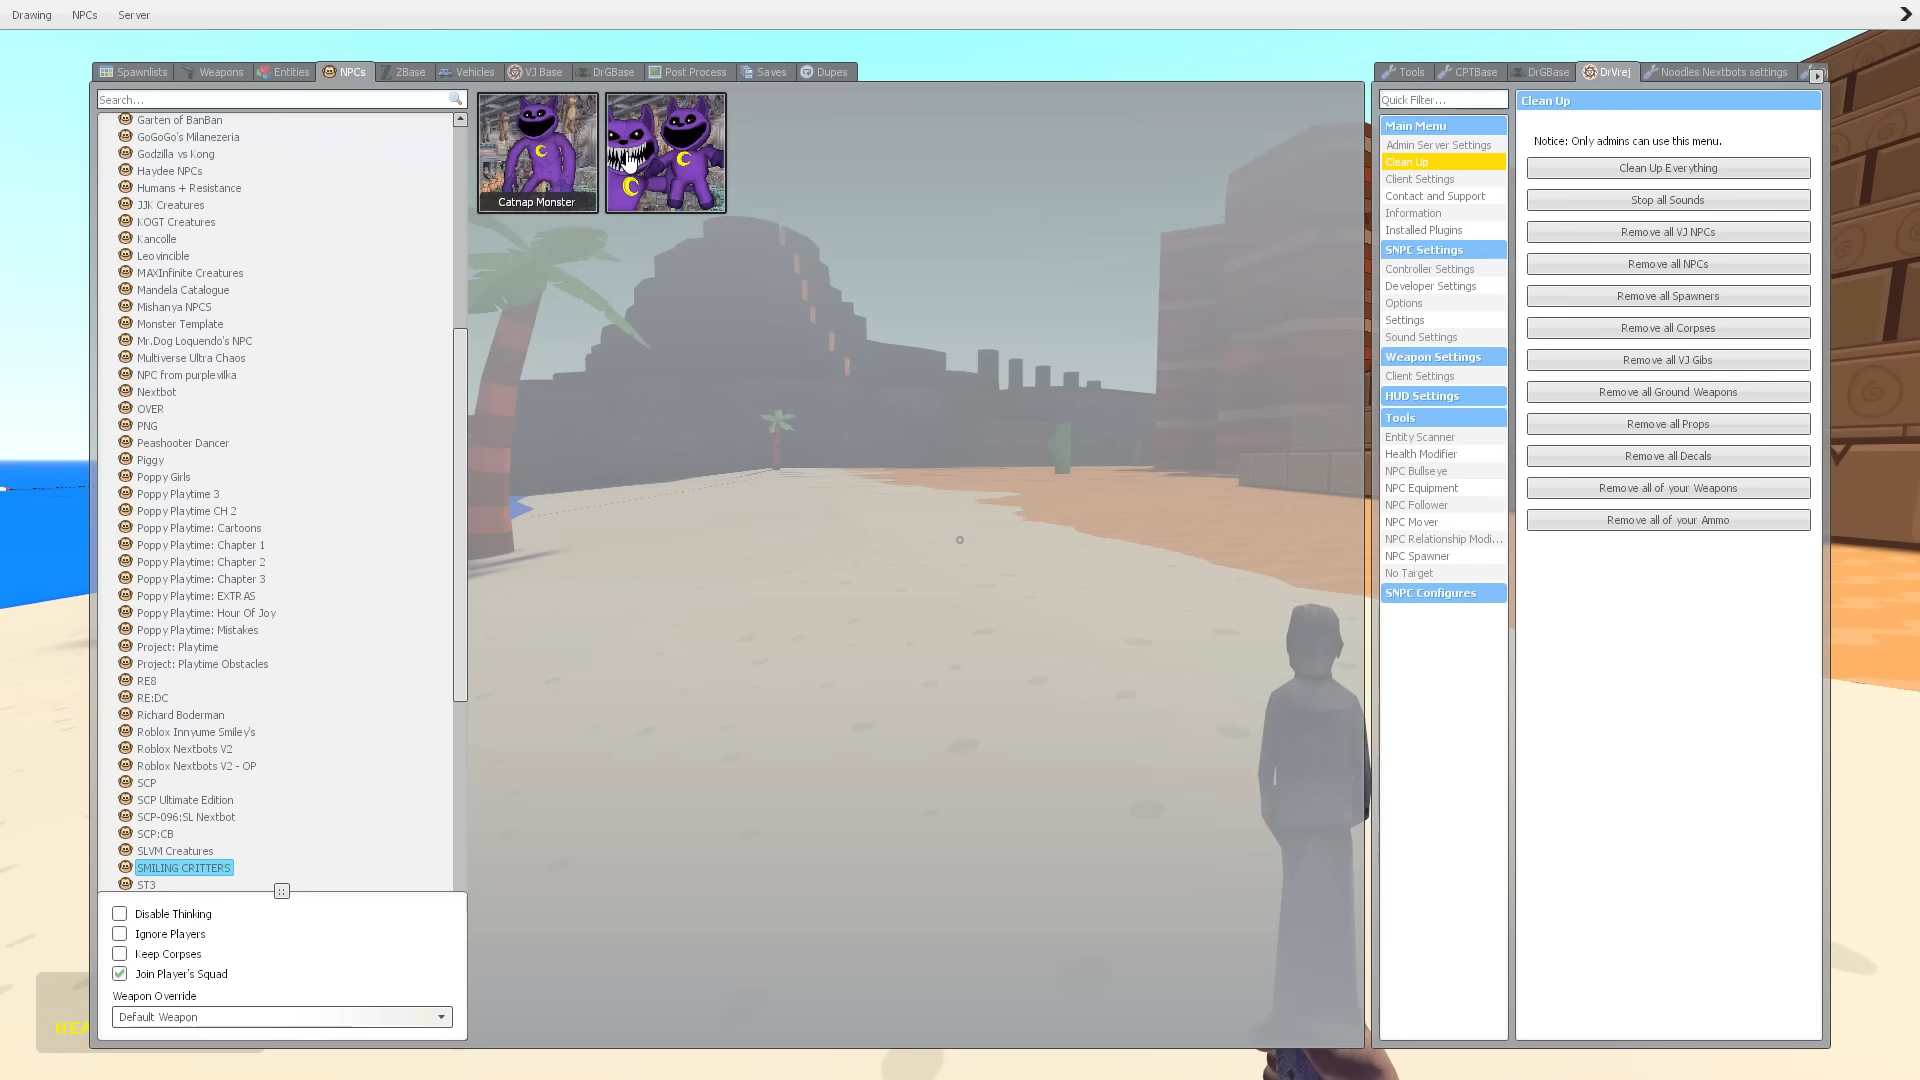 Drawing NPCs Server
Spawnlists Weapons Entities NPCs ZBase Vehicles VJ Base DrGBase Post Process Saves Dupes
Search...
Garten of BanBan
GoGoGo's Milanezeria
Godzilla vs Kong
Haydee NPCs
Humans + Resistance
JJK Creatures
KOGT Creatures
Kancolle
Leovincible
MAXInfinite Creatures
Mandela Catalogue
Mishanya NPCS
Monster Template
Mr.Dog Loquendo's NPC
Multiverse Ultra Chaos
NPC from purplevilka
Nextbot
OVER
PNG
Peashooter Dancer
Piggy
Poppy Girls
Poppy Playtime 3
Poppy Playtime CH 2
Poppy Playtime: Cartoons
Poppy Playtime: Chapter 1
Poppy Playtime: Chapter 2
Poppy Playtime: Chapter 3
Poppy Playtime: EXTRAS
Poppy Playtime: Hour Of Joy
Poppy Playtime: Mistakes
Project: Playtime
Project: Playtime Obstacles
RE8
RE:DC
Richard Boderman
Roblox Innyume Smiley's
Roblox Nextbots V2
Roblox Nextbots V2 - OP
SCP
SCP Ultimate Edition
SCP-096:SL Nextbot
SCP:CB
SLVM Creatures
SMILING CRITTERS
ST3
Disable Thinking
Ignore Players
Keep Corpses
Join Player's Squad
Weapon Override
Default Weapon
Catnap Monster
Tools CPTBase DrGBase DrVrej Noodles Nextbots settings
Quick Filter...
Main Menu
Admin Server Settings
Clean Up
Client Settings
Contact and Support
Information
Installed Plugins
SNPC Settings
Controller Settings
Developer Settings
Options
Settings
Sound Settings
Weapon Settings
Client Settings
HUD Settings
Tools
Entity Scanner
Health Modifier
NPC Bullseye
NPC Equipment
NPC Follower
NPC Mover
NPC Relationship Modi...
NPC Spawner
No Target
SNPC Configures
Clean Up
Notice: Only admins can use this menu.
Clean Up Everything
Stop all Sounds
Remove all VJ NPCs
Remove all NPCs
Remove all Spawners
Remove all Corpses
Remove all VJ Gibs
Remove all Ground Weapons
Remove all Props
Remove all Decals
Remove all of your Weapons
Remove all of your Ammo